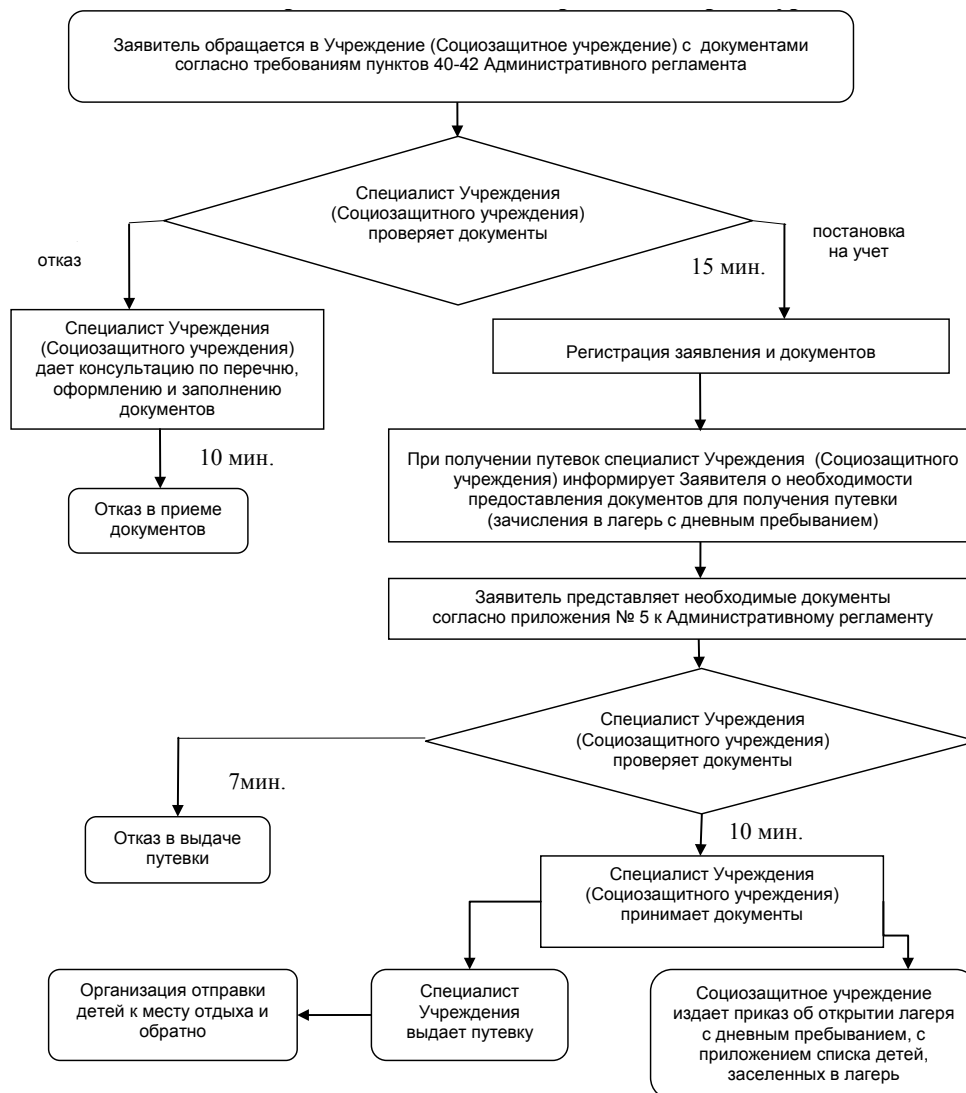 Заявитель обращается в Учреждение (Социозащитное учреждение) с документами
согласно требованиям пунктов 40-42 Административного регламента
Специалист Учреждения
(Социозащитного учреждения)
проверяет документы
отказ
15 мин.
постановка
на учет
Специалист Учреждения
(Социозащитного учреждения)
дает консультацию по перечню,
оформлению и заполнению
документов
Регистрация заявления и документов
10 мин.
Отказ в приеме
документов
При получении путевок специалист Учреждения (Социозащитного
учреждения) информирует Заявителя о необходимости
предоставления документов для получения путевки
(зачисления в лагерь с дневным пребыванием)
Заявитель представляет необходимые документы
согласно приложения № 5 к Административному регламенту
Специалист Учреждения
(Социозащитного учреждения)
проверяет документы
7мин.
Отказ в выдаче
путевки
10 мин.
Специалист Учреждения
(Социозащитного учреждения)
принимает документы
Организация отправки
детей к месту отдыха и
обратно
Специалист
Учреждения
выдает путевку
Социозащитное учреждение
издает приказ об открытии лагеря
с дневным пребыванием, с
приложением списка детей,
заселенных в лагерь